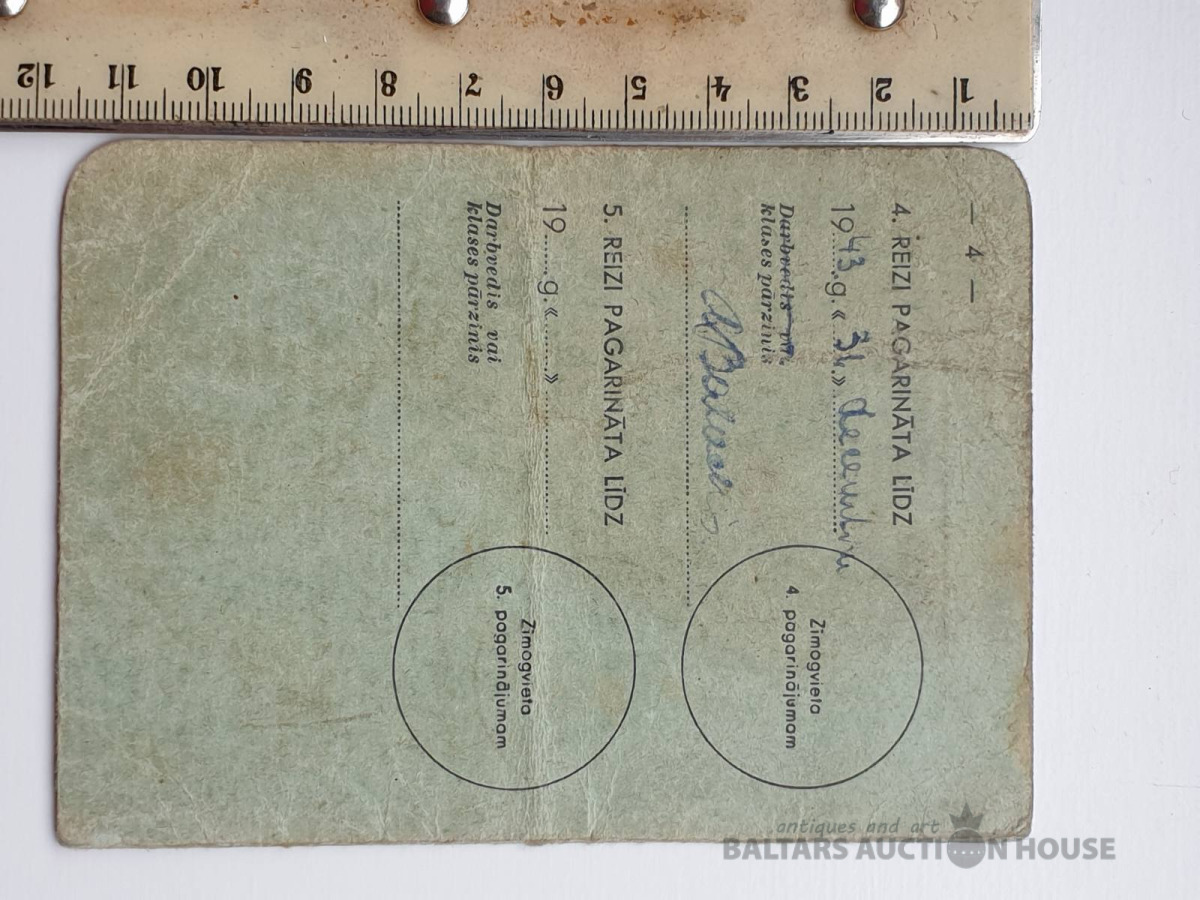 12 11 10 9 8 7 6 5 4 3 2 1
— 4 —
4. REIZI PAGARINĀTA LĪDZ
1943. g. « 31. » decembrim
Darbvedis vai
klases pārzinis
Zīmogvieta
4. pagarinājumam
5. REIZI PAGARINĀTA LĪDZ
19........g. «.........»
Darbvedis vai
klases pārzinis
Zīmogvieta
5. pagarinājumam
antiques and art
BALTARS AUCTION HOUSE